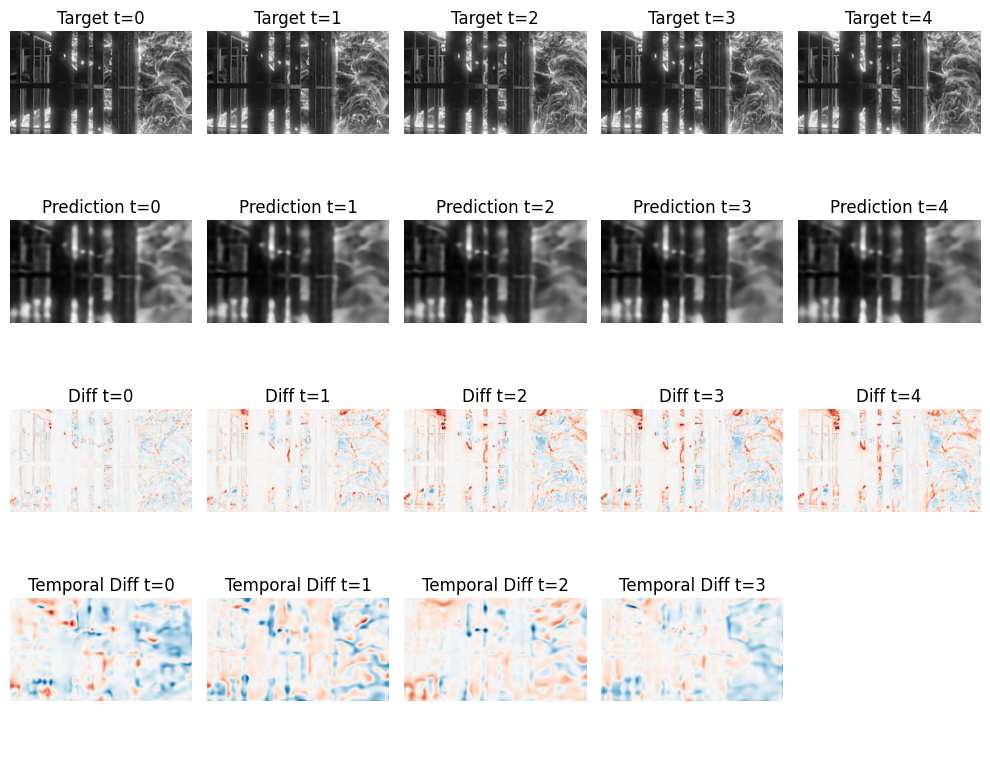 Target t=0 Target t=1 Target t=2 Target t=3 Target t=4
Prediction t=0 Prediction t=1 Prediction t=2 Prediction t=3 Prediction t=4
Diff t=0 Diff t=1 Diff t=2 Diff t=3 Diff t=4
Temporal Diff t=0 Temporal Diff t=1 Temporal Diff t=2 Temporal Diff t=3